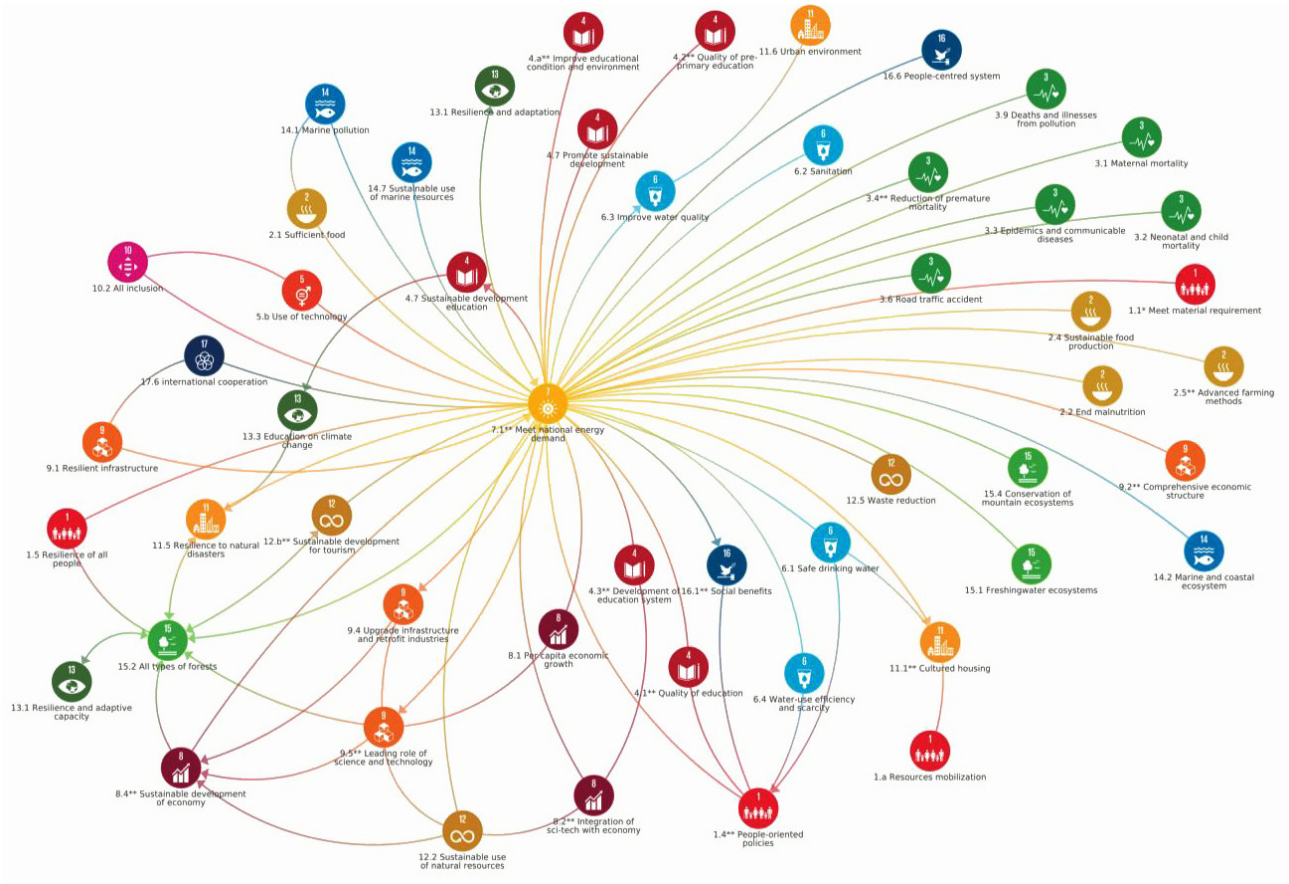 4
4.a** Improve educational
condition and environment
4
4.2** Quality of pre-
primary education
11
11.6 Urban environment
16
16.6 People-centred system
13
13.1 Resilience and adaptation
14
14.1 Marine pollution
3
3.9 Deaths and illnesses
from pollution
4
4.7 Promote sustainable
development
3
3.1 Maternal mortality
6
6.2 Sanitation
14
14.7 Sustainable use
of marine resources
3
3.4** Reduction of premature
mortality
6
6.3 Improve water quality
2
2.1 Sufficient food
3
3.3 Epidemics and communicable
diseases
3
3.2 Neonatal and child
mortality
10
10.2 All inclusion
4
4.7 Sustainable development
education
3
3.6 Road traffic accident
5
5.b Use of technology
1
1.1* Meet material requirement
2
2.4 Sustainable food
production
17
17.6 international cooperation
2
2.5** Advanced farming
methods
2
2.2 End malnutrition
7
7.1** Meet national energy
demand
13
13.3 Education on climate
change
9
9.1 Resilient infrastructure
9
9.2** Comprehensive economic
structure
12
12.5 Waste reduction
15
15.4 Conservation of
mountain ecosystems
1
1.5 Resilience of all
people
11
11.5 Resilience to natural
disasters
12
12.b** Sustainable development
for tourism
4
4.3** Development of
education system
16
16.1** Social benefits
6
6.1 Safe drinking water
15
15.1 Freshingwater ecosystems
14
14.2 Marine and coastal
ecosystem
9
9.4 Upgrade infrastructure
and retrofit industries
8
8.1 Per capita economic
growth
15
15.2 All types of forests
11
11.1** Cultured housing
4
4.1** Quality of education
6
6.4 Water-use efficiency
and scarcity
13
13.1 Resilience and adaptive
capacity
9
9.5** Leading role of
science and technology
1
1.a Resources mobilization
8
8.4** Sustainable development
of economy
8
8.2** Integration of
sci-tech with economy
1
1.4** People-oriented
policies
12
12.2 Sustainable use
of natural resources